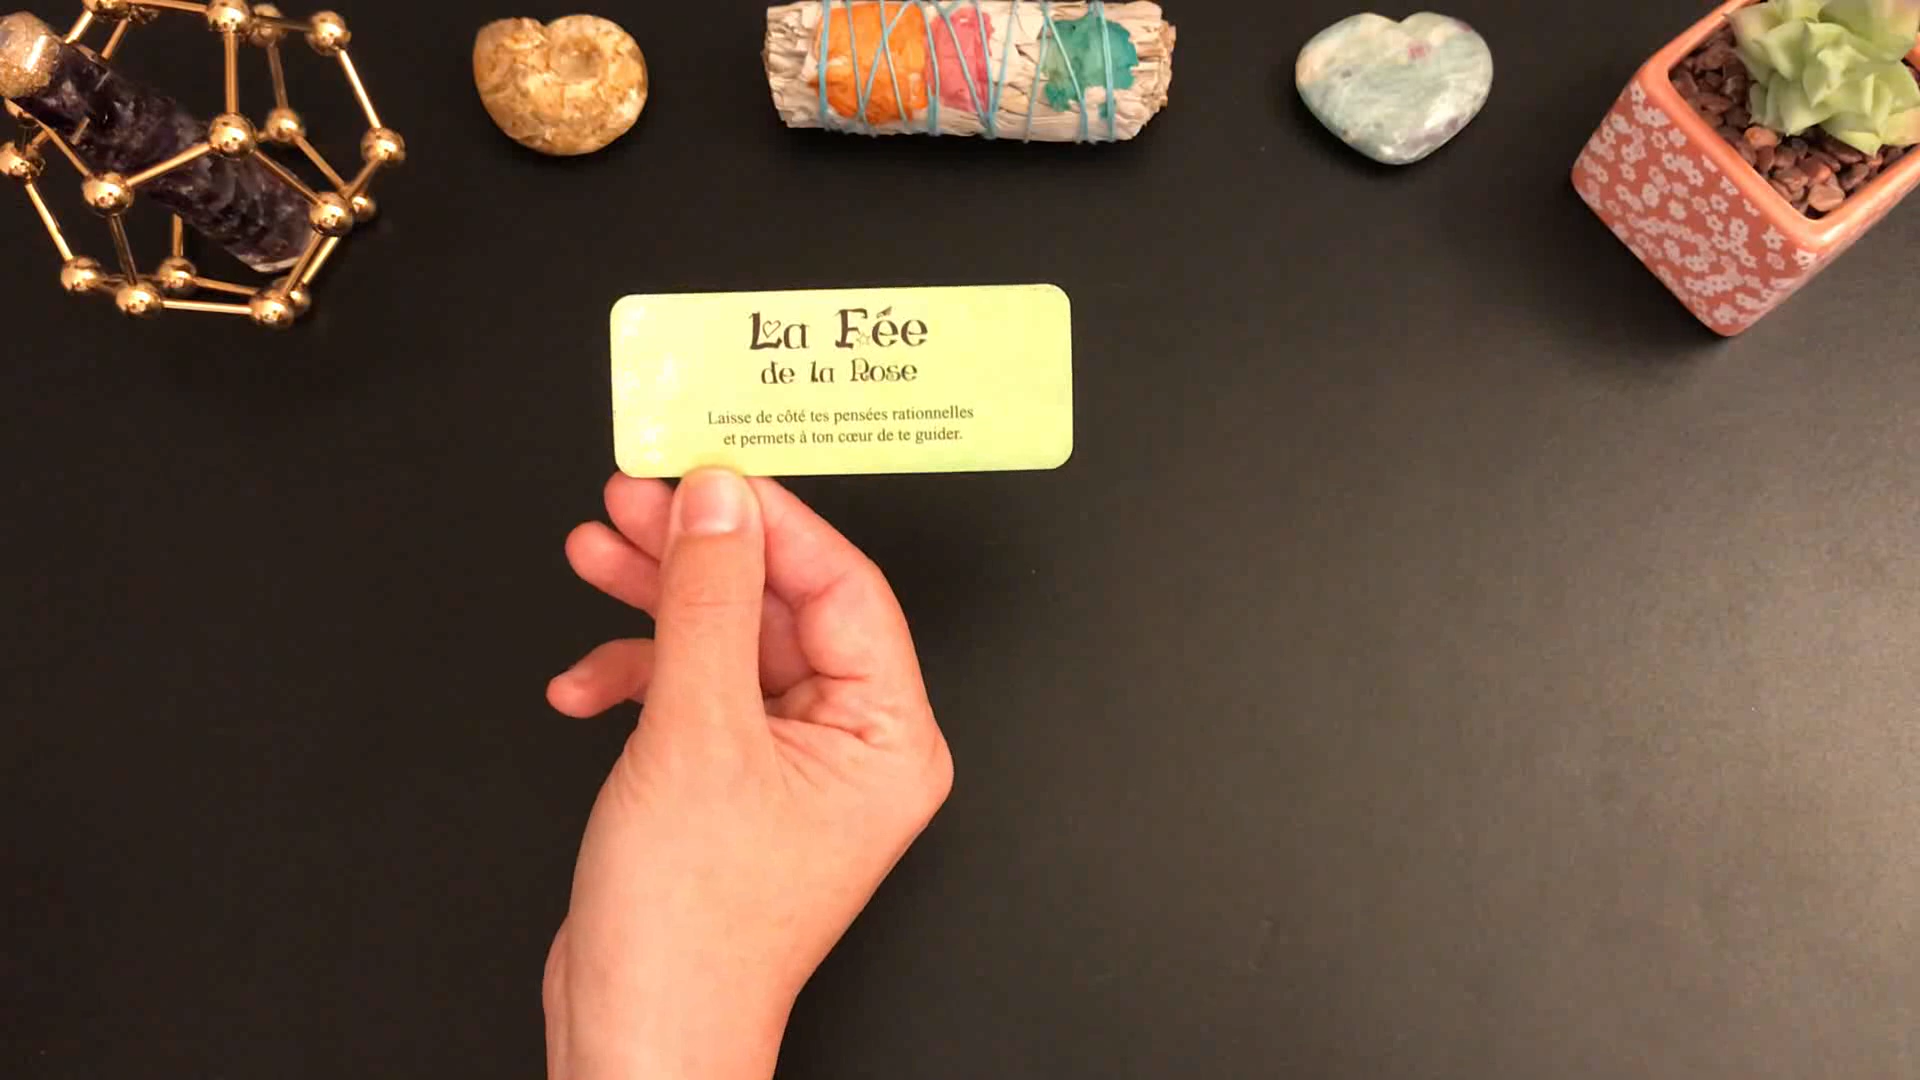 La Fée
de la Rose
Laisse de côté tes pensées rationnelles
et permets à ton cœur de te guider.